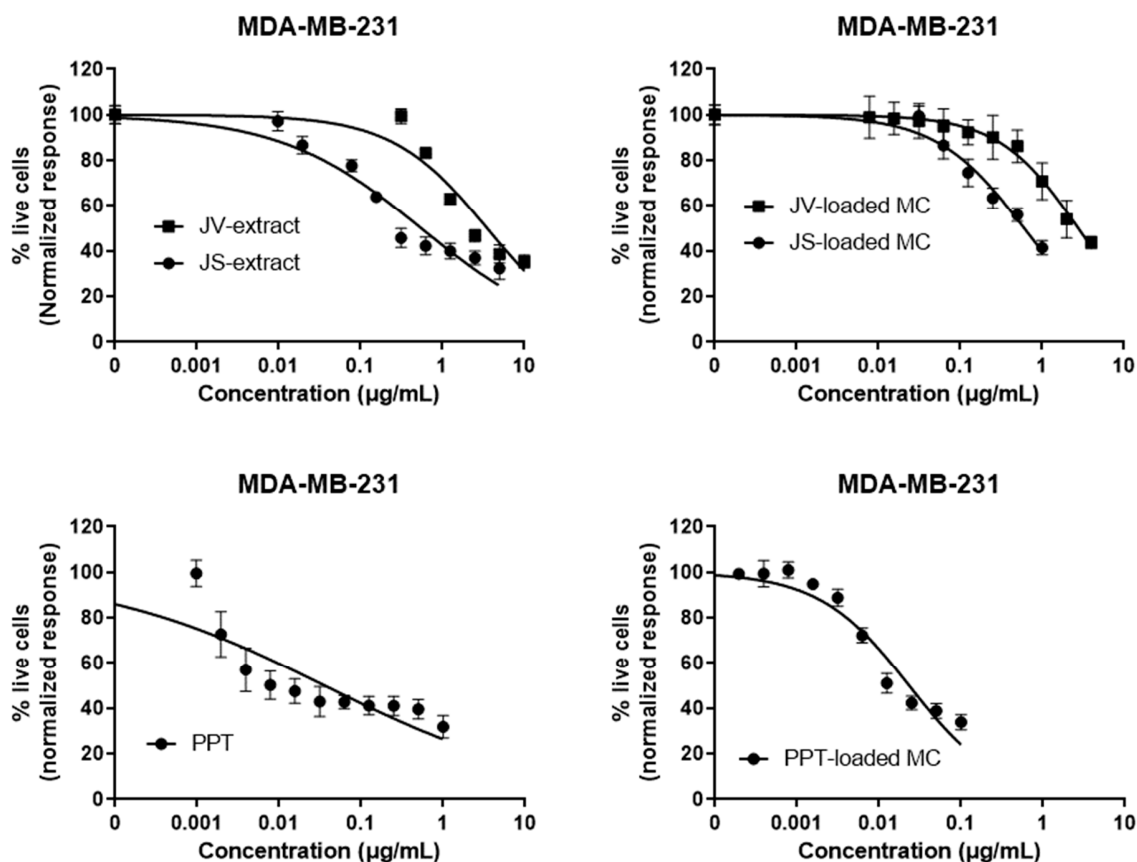 MDA-MB-231
% live cells
(Normalized response)
120
100
80
60
40
20
0
JV-extract
JS-extract
0 0.001 0.01 0.1 1 10
Concentration (µg/mL)
MDA-MB-231
% live cells
(normalized response)
120
100
80
60
40
20
0
JV-loaded MC
JS-loaded MC
0 0.001 0.01 0.1 1 10
Concentration (µg/mL)
MDA-MB-231
% live cells
(normalized response)
120
100
80
60
40
20
0
PPT
0 0.001 0.01 0.1 1 10
Concentration (µg/mL)
MDA-MB-231
% live cells
(normalized response)
120
100
80
60
40
20
0
PPT-loaded MC
0 0.001 0.01 0.1 1 10
Concentration (µg/mL)